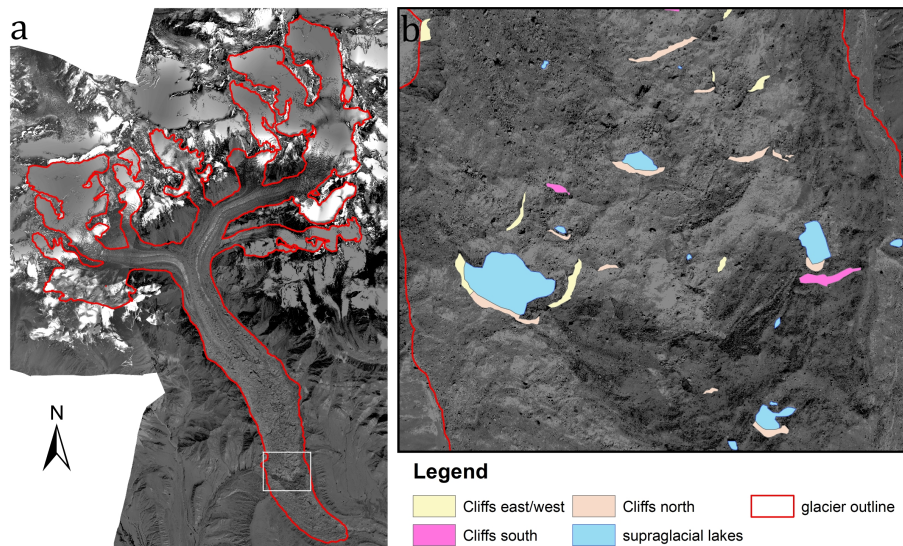 a
b
N
Legend
Cliffs east/west
Cliffs north
glacier outline
Cliffs south
supraglacial lakes